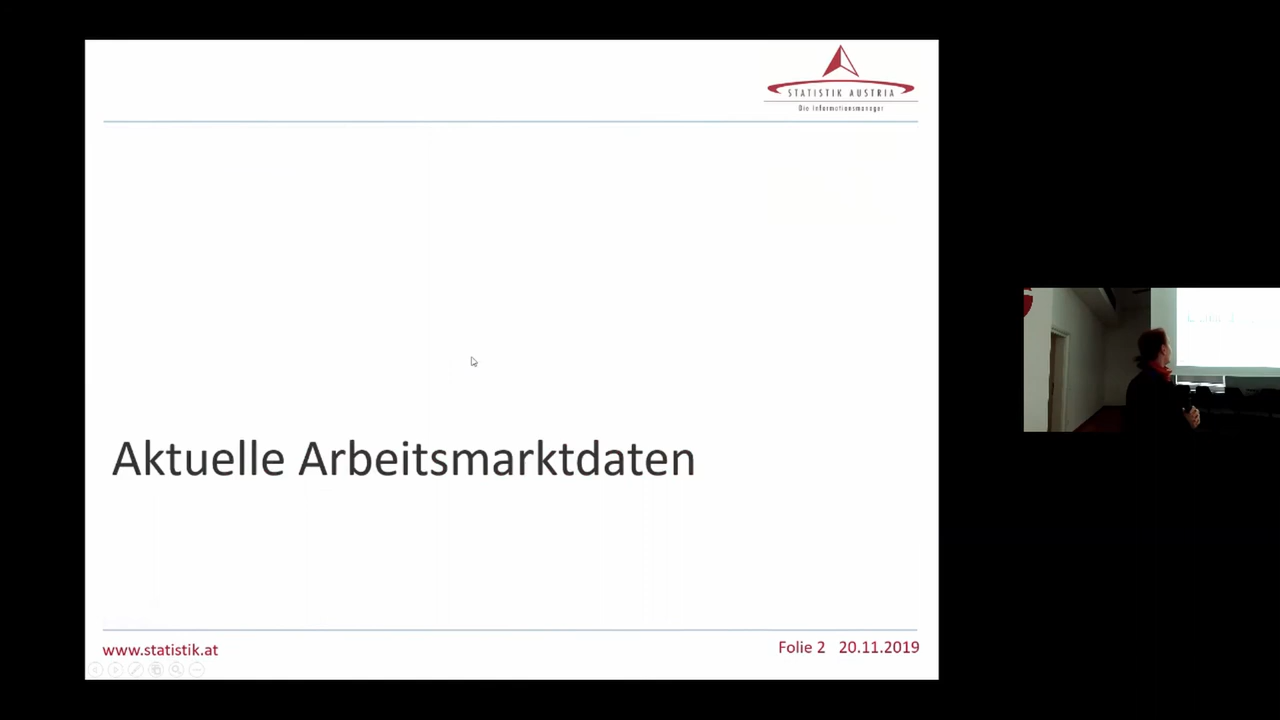 STATISTIK AUSTRIA
Die Informationsmanager
Aktuelle Arbeitsmarktdaten
www.statistik.at
Folie 2 20.11.2019